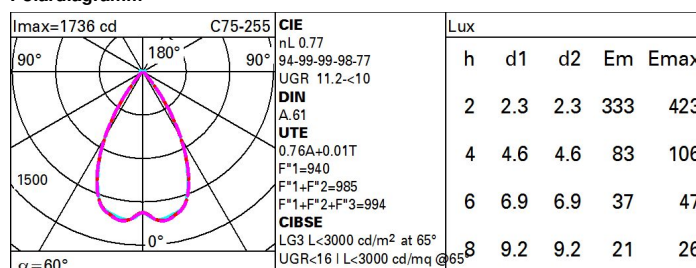 Imax=1736 cd C75-255
90° 180° 90°
1500
0°
α=60°
CIE
nL 0.77
94-99-99-98-77
UGR 11.2-<10
DIN
A.61
UTE
0.76A+0.01T
F"1=940
F"1+F"2=985
F"1+F"2+F"3=994
CIBSE
LG3 L<3000 cd/m² at 65°
UGR<16 | L<3000 cd/mq @65°
Lux
h d1 d2 Em Emax
2 2.3 2.3 333 423
4 4.6 4.6 83 106
6 6.9 6.9 37 47
8 9.2 9.2 21 26